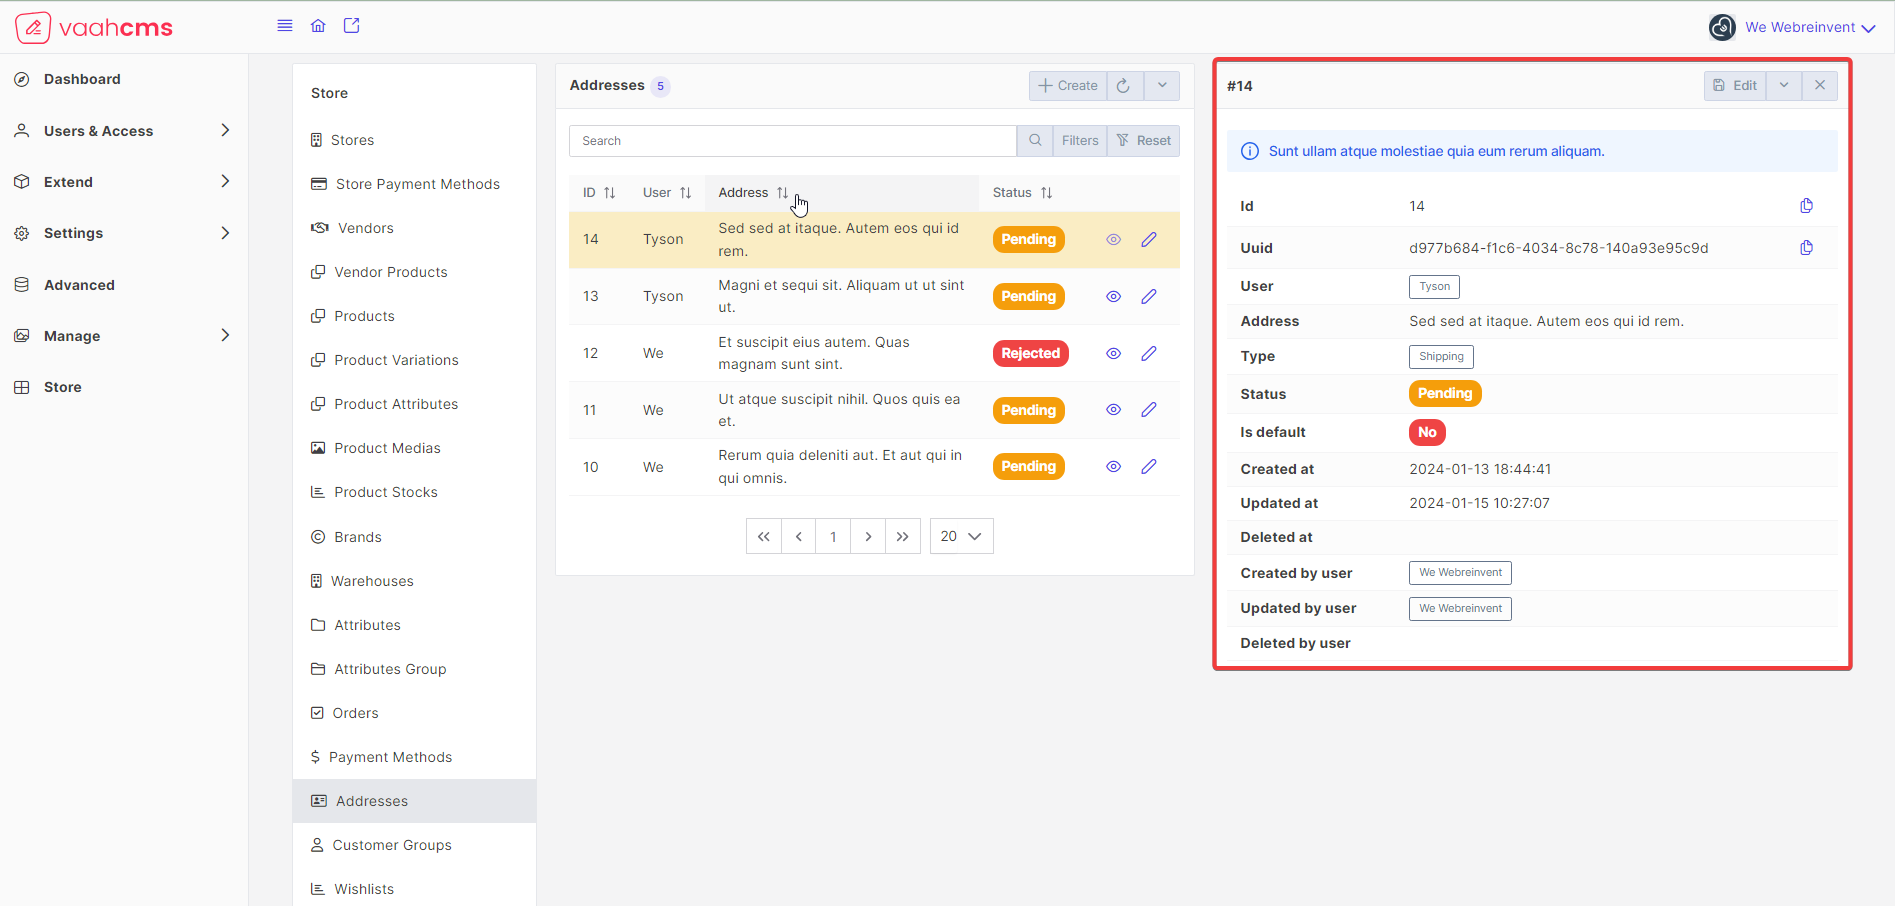 vaahcms
We Webreinvent
Dashboard
Users & Access
Extend
Settings
Advanced
Manage
Store
Store
Stores
Store Payment Methods
Vendors
Vendor Products
Products
Product Variations
Product Attributes
Product Medias
Product Stocks
Brands
Warehouses
Attributes
Attributes Group
Orders
Payment Methods
Addresses
Customer Groups
Wishlists
Addresses 5
Create
Search
Filters
Reset
ID User Address Status
14 Tyson Sed sed at itaque. Autem eos qui id
rem.
Pending
13 Tyson Magni et sequi sit. Aliquam ut ut sint
ut.
Pending
12 We Et suscipit eius autem. Quas
magnam sunt sint.
Rejected
11 We Ut atque suscipit nihil. Quos quis ea
et.
Pending
10 We Rerum quia deleniti aut. Et aut qui in
qui omnis.
Pending
1
20
#14
Edit
Sunt ullam atque molestiae quia eum rerum aliquam.
Id 14
Uuid d977b684-f1c6-4034-8c78-140a93e95c9d
User Tyson
Address Sed sed at itaque. Autem eos qui id rem.
Type Shipping
Status Pending
Is default No
Created at 2024-01-13 18:44:41
Updated at 2024-01-15 10:27:07
Deleted at
Created by user We Webreinvent
Updated by user We Webreinvent
Deleted by user